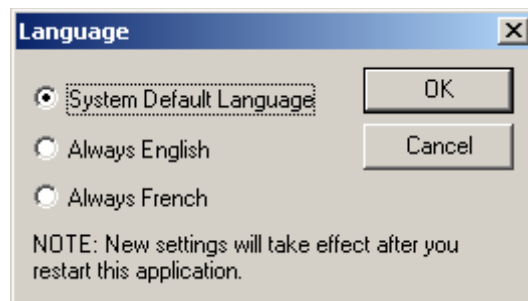 Language
System Default Language
OK
Always English
Cancel
Always French
NOTE: New settings will take effect after you
restart this application.